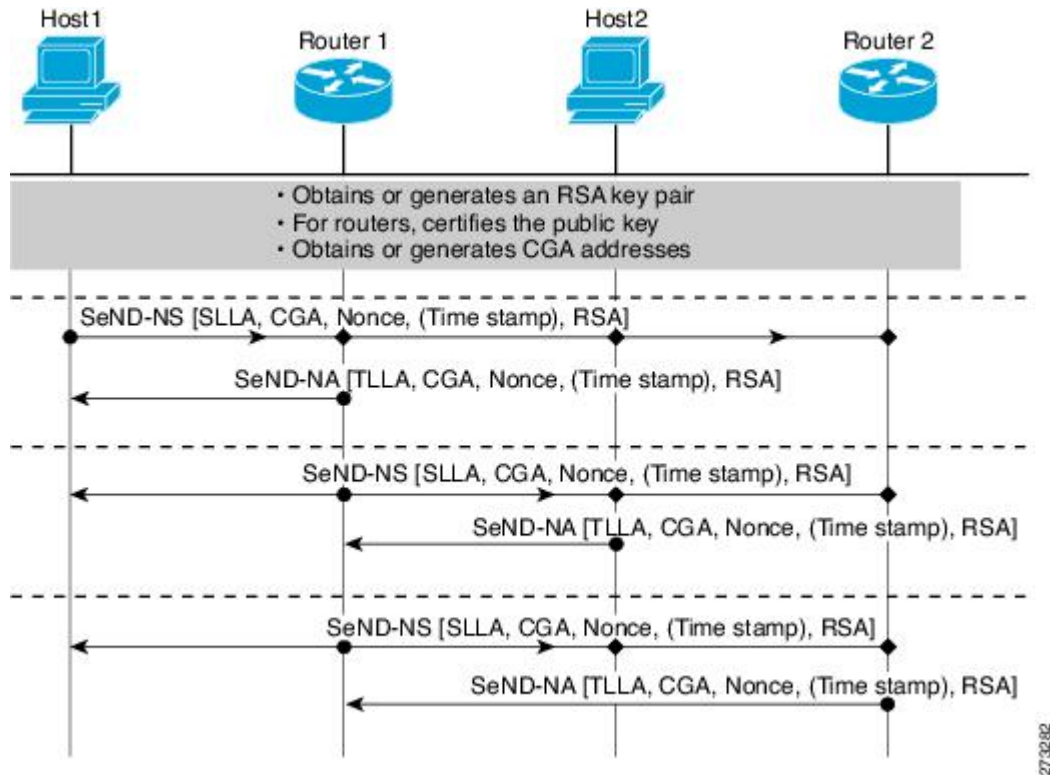 Host1
Router 1
Host2
Router 2
• Obtains or generates an RSA key pair
• For routers, certifies the public key
• Obtains or generates CGA addresses
SeND-NS [SLLA, CGA, Nonce, (Time stamp), RSA]
SeND-NA [TLLA, CGA, Nonce, (Time stamp), RSA]
SeND-NS [SLLA, CGA, Nonce, (Time stamp), RSA]
SeND-NA [TLLA, CGA, Nonce, (Time stamp), RSA]
SeND-NS [SLLA, CGA, Nonce, (Time stamp), RSA]
SeND-NA [TLLA, CGA, Nonce, (Time stamp), RSA]
273282